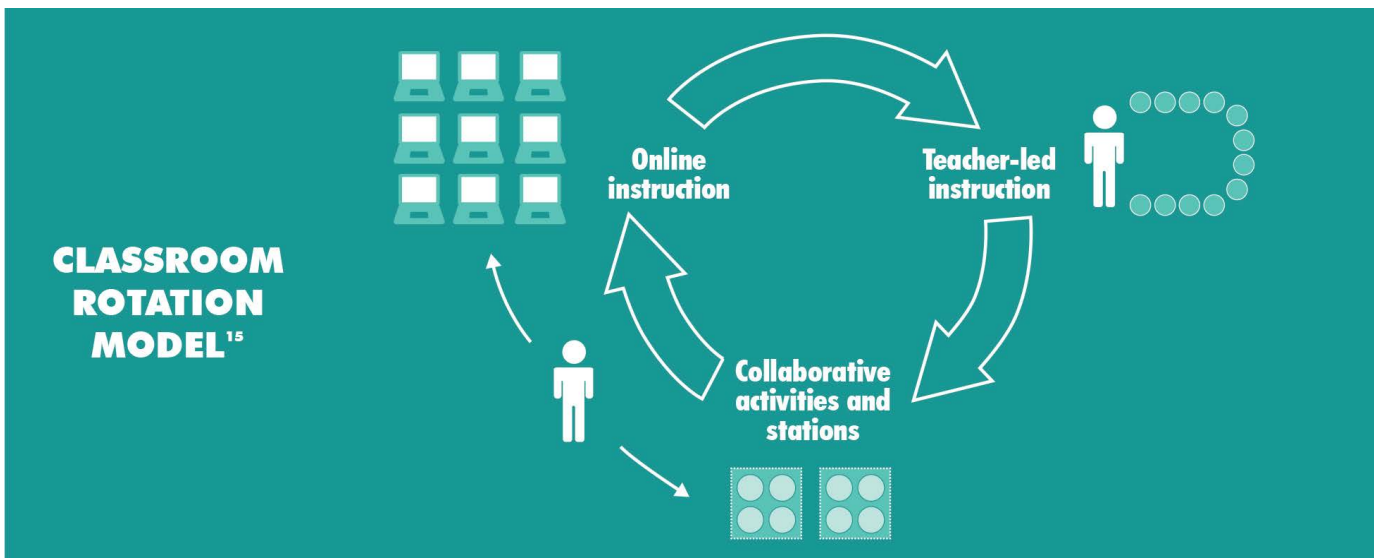 CLASSROOM
ROTATION
MODEL¹⁵
Online
instruction
Teacher-led
instruction
Collaborative
activities and
stations